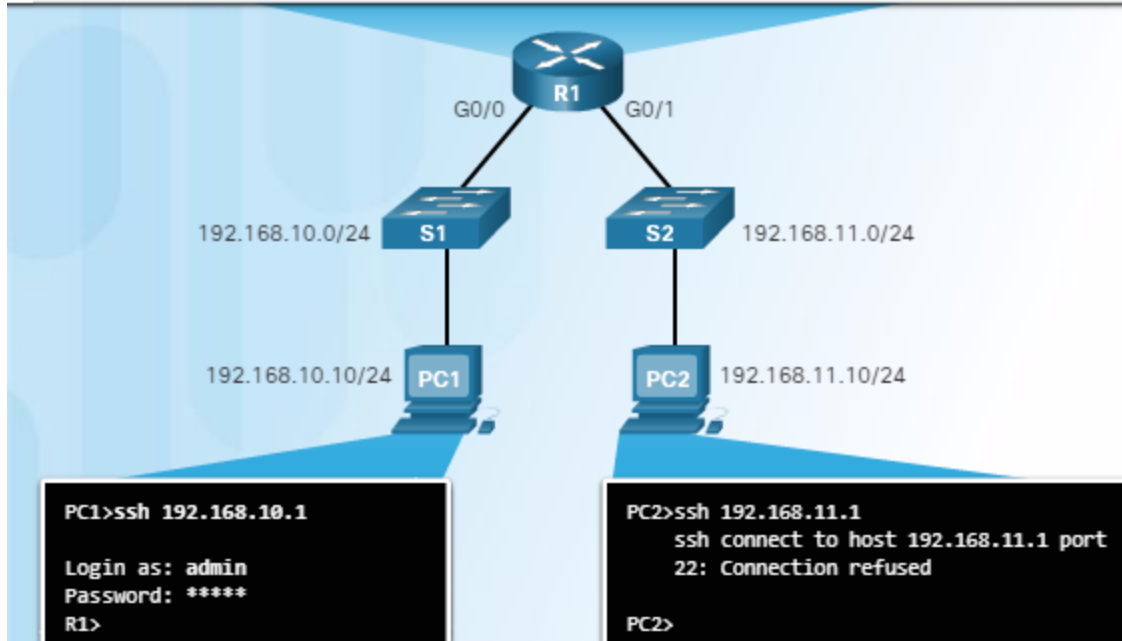 R1
G0/0
G0/1
192.168.10.0/24
S1
S2
192.168.11.0/24
192.168.10.10/24
PC1
PC2
192.168.11.10/24
PC1>ssh 192.168.10.1
Login as: admin
Password: *****
R1>
PC2>ssh 192.168.11.1
ssh connect to host 192.168.11.1 port
22: Connection refused
PC2>